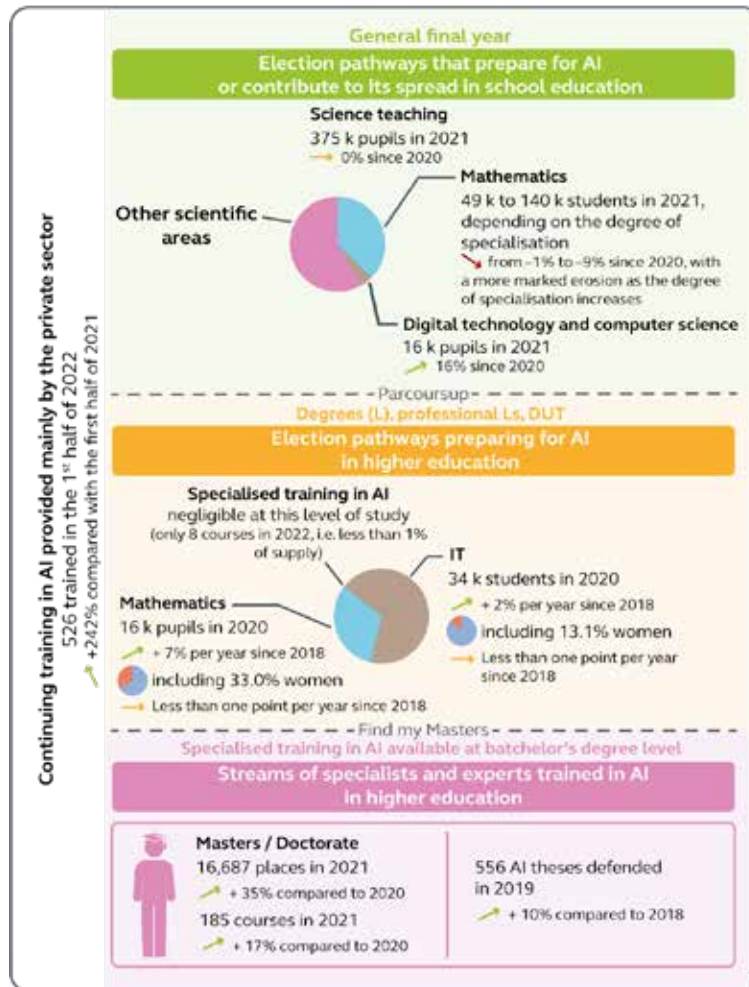 Continuing training in AI provided mainly by the private sector
526 trained in the 1st half of 2022
+242% compared with the first half of 2021
General final year
Election pathways that prepare for AI
or contribute to its spread in school education
Science teaching
375 k pupils in 2021
0% since 2020
Other scientific
areas
Mathematics
49 k to 140 k students in 2021,
depending on the degree of
specialisation
from –1% to –9% since 2020, with
a more marked erosion as the degree
of specialisation increases
Digital technology and computer science
16 k pupils in 2021
16% since 2020
Parcoursup
Degrees (L), professional Ls, DUT
Election pathways preparing for AI
in higher education
Specialised training in AI
negligible at this level of study
(only 8 courses in 2022, i.e. less than 1%
of supply)
IT
34 k students in 2020
+ 2% per year since 2018
including 13.1% women
Less than one point per year
since 2018
Mathematics
16 k pupils in 2020
+ 7% per year since 2018
including 33.0% women
Less than one point per year since 2018
Find my Masters
Specialised training in AI available at batchelor's degree level
Streams of specialists and experts trained in AI
in higher education
Masters / Doctorate
16,687 places in 2021
+ 35% compared to 2020
185 courses in 2021
+ 17% compared to 2020
556 AI theses defended
in 2019
+ 10% compared to 2018